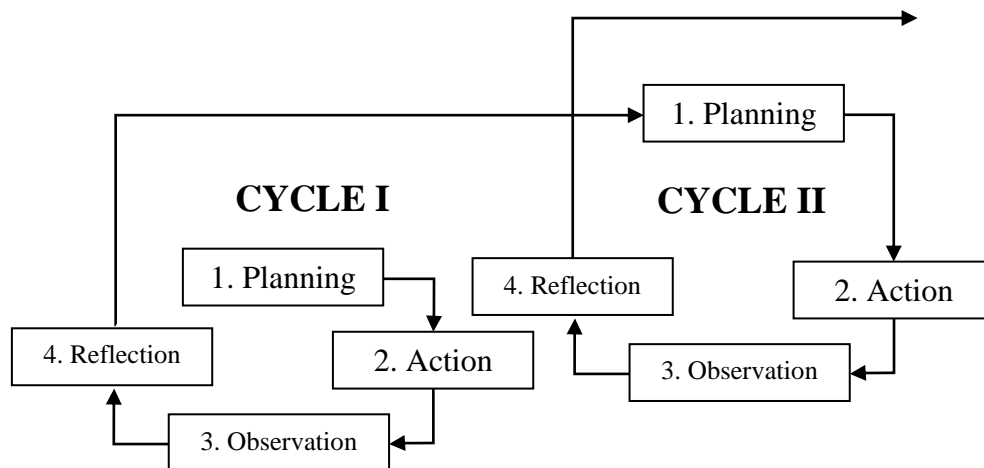 CYCLE I
1. Planning
2. Action
3. Observation
4. Reflection
CYCLE II
1. Planning
2. Action
3. Observation
4. Reflection